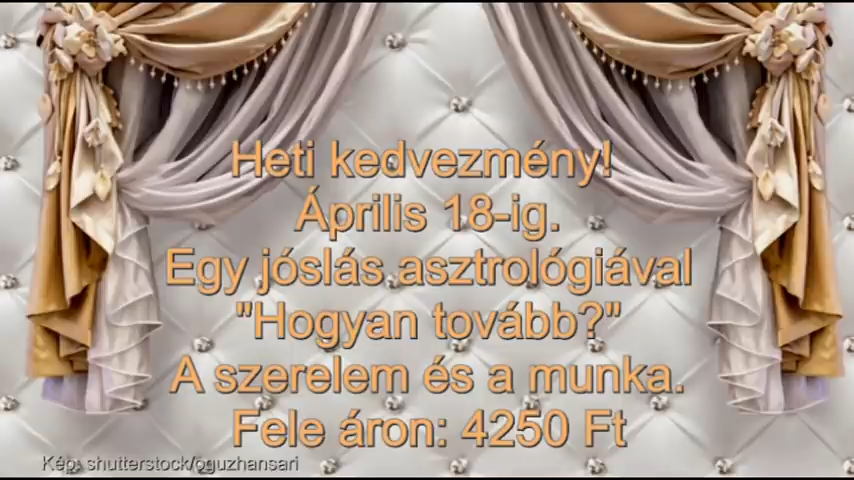 Heti kedvezmény!
Április 18-ig.
Egy jóslás asztrológiával
"Hogyan tovább?"
A szerelem és a munka.
Fele áron: 4250 Ft
Kép: shutterstock/oguzhansari